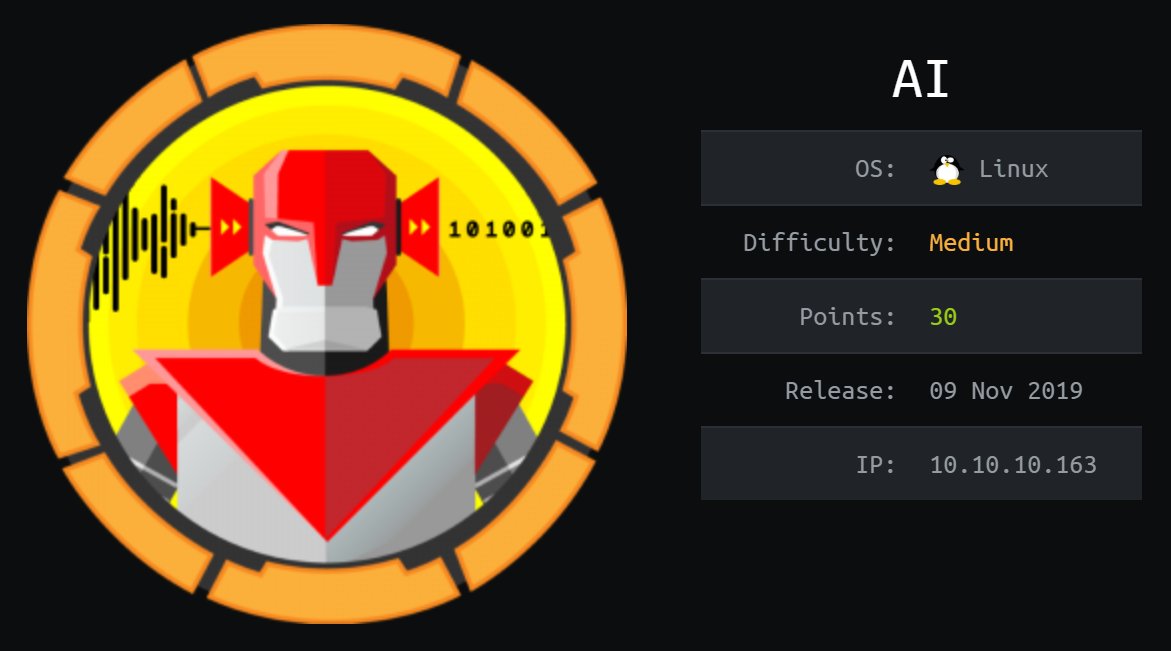 AI
OS: Linux
Difficulty: Medium
Points: 30
Release: 09 Nov 2019
IP: 10.10.10.163
101001